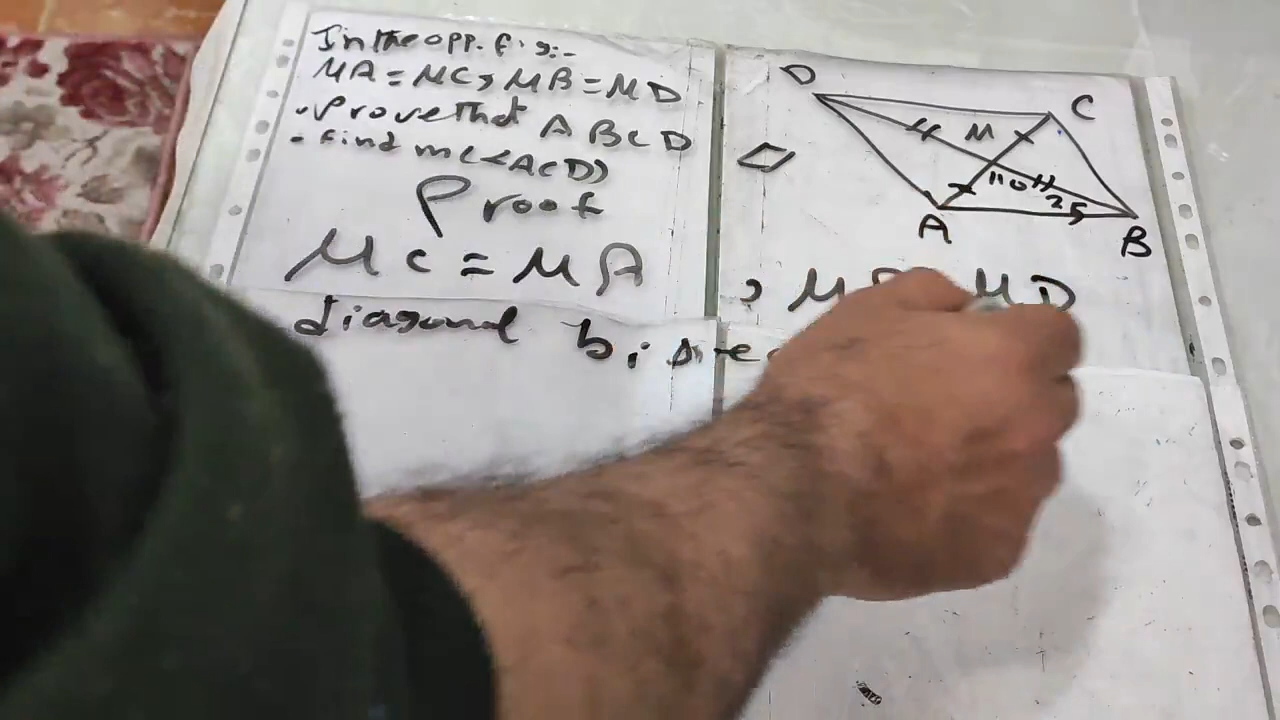 In the opp. fig:-
MA = MC, MB = MD
• Prove that ABCD ▱
• find m(<ACD)
Proof
MC = MA , M MD
diagonal bi
D
C
M
110
25
A
B